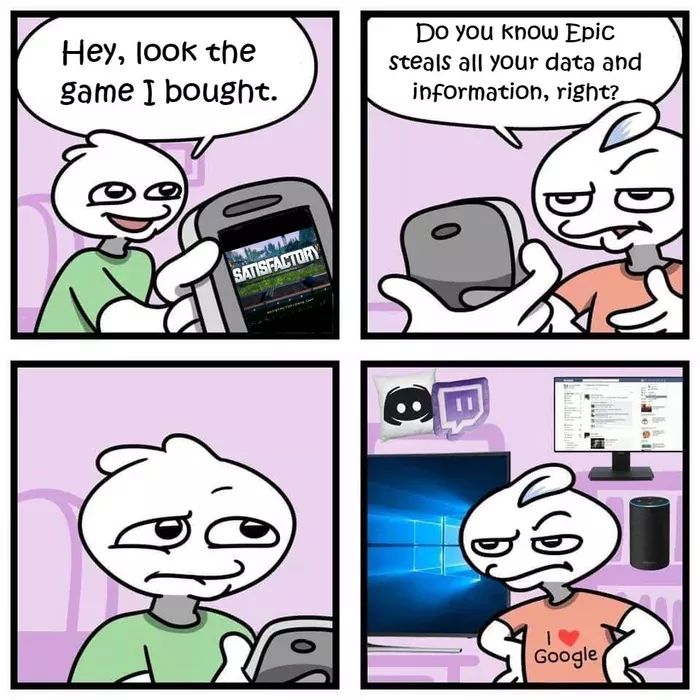 Hey, look the
game I bought.
Do you know Epic
steals all your data and
information, right?
SATISFACTORY
I
Google